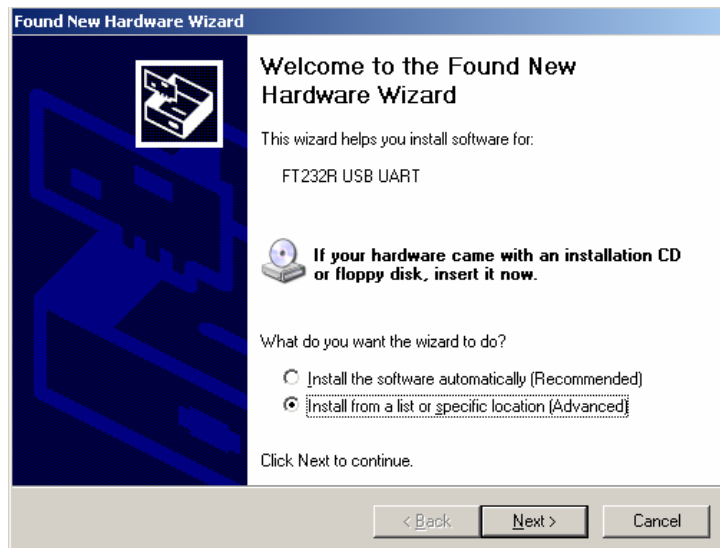 Found New Hardware Wizard
Welcome to the Found New
Hardware Wizard
This wizard helps you install software for:
FT232R USB UART
If your hardware came with an installation CD
or floppy disk, insert it now.
What do you want the wizard to do?
Install the software automatically (Recommended)
Install from a list or specific location (Advanced)
Click Next to continue.
< Back
Next >
Cancel